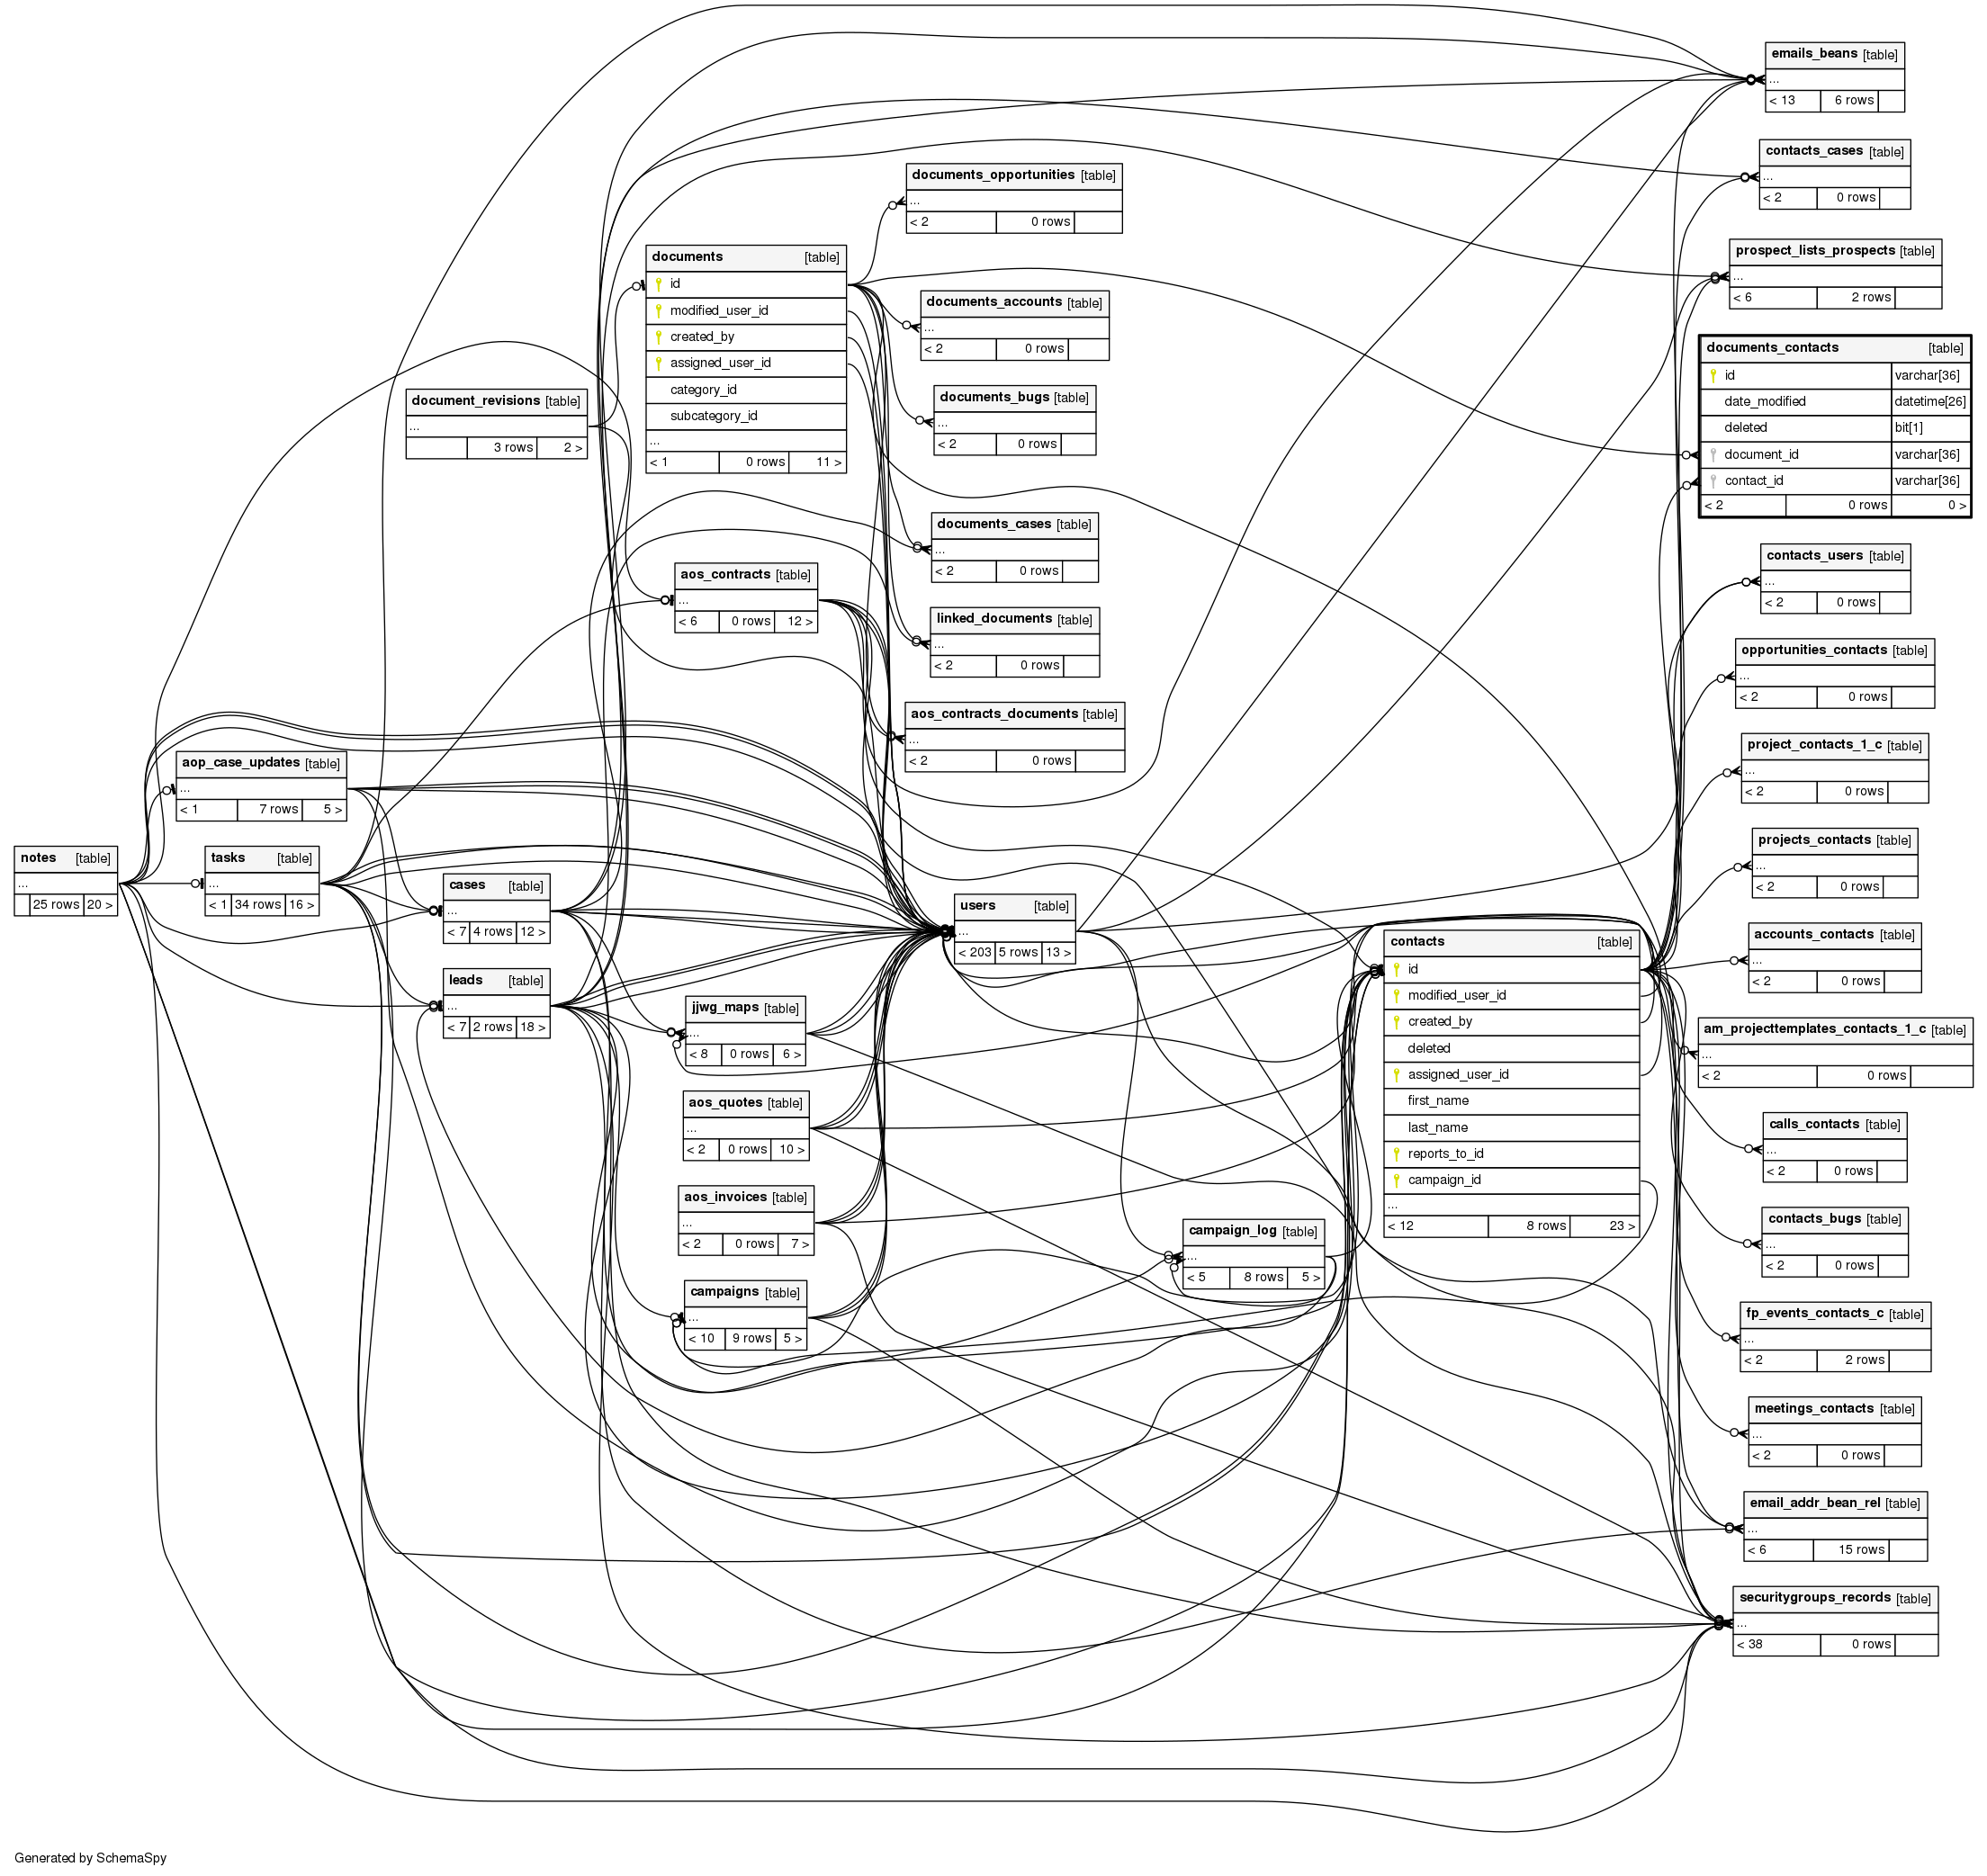 emails_beans [table]
...
< 13 6 rows
contacts_cases [table]
...
< 2 0 rows
documents_opportunities [table]
...
< 2 0 rows
prospect_lists_prospects [table]
...
< 6 2 rows
documents [table]
id
modified_user_id
created_by
assigned_user_id
category_id
subcategory_id
...
< 1 0 rows 11 >
documents_accounts [table]
...
< 2 0 rows
documents_contacts [table]
id varchar[36]
date_modified datetime[26]
deleted bit[1]
document_id varchar[36]
contact_id varchar[36]
< 2 0 rows 0 >
document_revisions [table]
...
3 rows 2 >
documents_bugs [table]
...
< 2 0 rows
documents_cases [table]
...
< 2 0 rows
contacts_users [table]
...
< 2 0 rows
aos_contracts [table]
...
< 6 0 rows 12 >
linked_documents [table]
...
< 2 0 rows
opportunities_contacts [table]
...
< 2 0 rows
aos_contracts_documents [table]
...
< 2 0 rows
project_contacts_1_c [table]
...
< 2 0 rows
aop_case_updates [table]
...
< 1 7 rows 5 >
projects_contacts [table]
...
< 2 0 rows
notes [table]
...
25 rows 20 >
tasks [table]
...
< 1 34 rows 16 >
cases [table]
...
< 7 4 rows 12 >
users [table]
...
< 203 5 rows 13 >
accounts_contacts [table]
...
< 2 0 rows
contacts [table]
id
modified_user_id
created_by
deleted
assigned_user_id
first_name
last_name
reports_to_id
campaign_id
...
< 12 8 rows 23 >
leads [table]
...
< 7 2 rows 18 >
jjwg_maps [table]
...
< 8 0 rows 6 >
am_projecttemplates_contacts_1_c [table]
...
< 2 0 rows
aos_quotes [table]
...
< 2 0 rows 10 >
calls_contacts [table]
...
< 2 0 rows
aos_invoices [table]
...
< 2 0 rows 7 >
contacts_bugs [table]
...
< 2 0 rows
campaign_log [table]
...
< 5 8 rows 5 >
campaigns [table]
...
< 10 9 rows 5 >
fp_events_contacts_c [table]
...
< 2 2 rows
meetings_contacts [table]
...
< 2 0 rows
email_addr_bean_rel [table]
...
< 6 15 rows
securitygroups_records [table]
...
< 38 0 rows
Generated by SchemaSpy